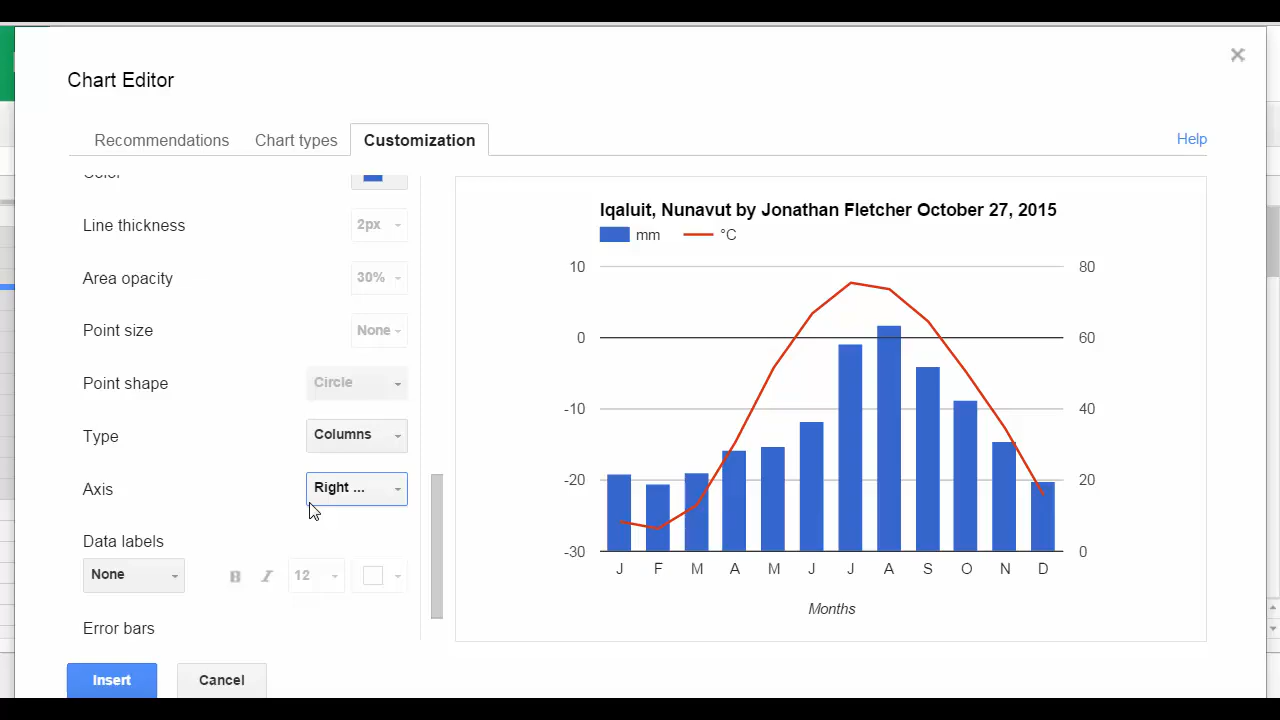 Chart Editor
Recommendations Chart types Customization
Help
Color
Line thickness 2px
Area opacity 30%
Point size None
Point shape Circle
Type Columns
Axis Right ...
Data labels
None B I 12
Error bars
Insert Cancel
Iqaluit, Nunavut by Jonathan Fletcher October 27, 2015
mm °C
10 80
0 60
-10 40
-20 20
-30 0
J F M A M J J A S O N D
Months